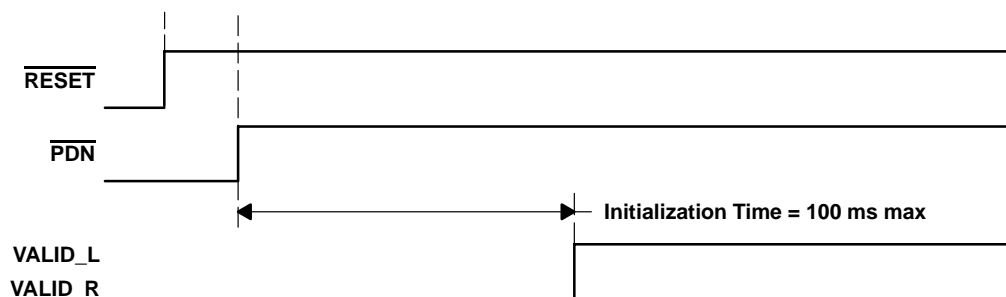 RESET
PDN
Initialization Time = 100 ms max
VALID_L
VALID_R